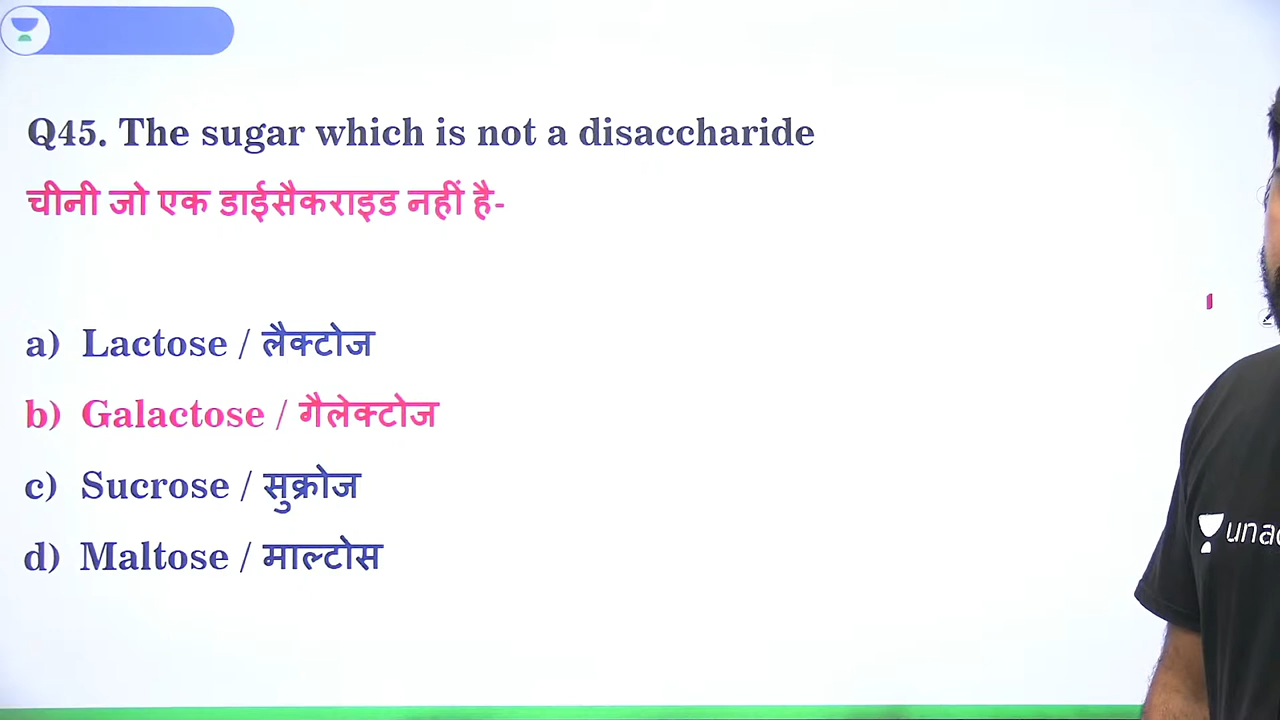 Q45. The sugar which is not a disaccharide
चीनी जो एक डाईसैकराइड नहीं है-
a) Lactose / लैक्टोज
b) Galactose / गैलेक्टोज
c) Sucrose / सुक्रोज
d) Maltose / माल्टोस